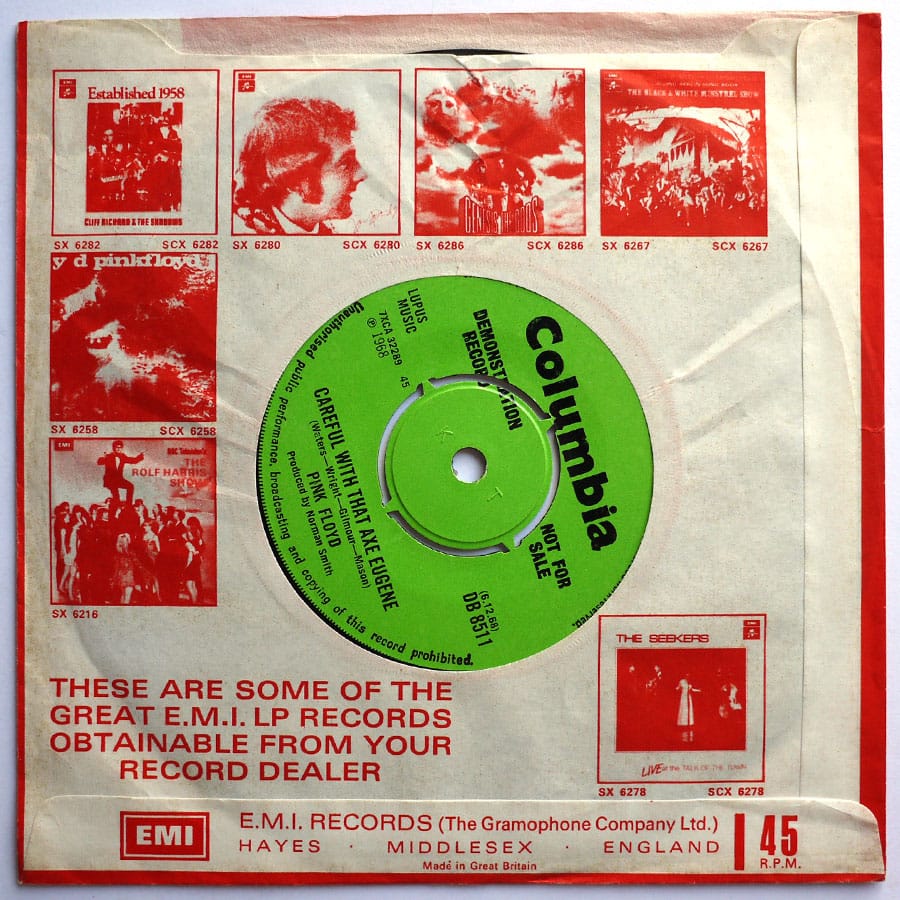 EMI
Established 1958
CLIFF RICHARD & THE SHADOWS
SX 6282 SCX 6282
EMI
SX 6280 SCX 6280
SX 6286 SCX 6286
EMI
THE BLACK & WHITE MINSTREL SHOW
SX 6267 SCX 6267
y d pinkfloyd
SX 6258 SCX 6258
EMI
BBC Television's
THE
ROLF HARRIS
SHOW
SX 6216
Columbia
DEMONSTRATION
RECORD
NOT FOR
SALE
LUPUS
MUSIC
7XCA 32289 45
℗ 1968
(6.12.68)
DB 8511
K
T
CAREFUL WITH THAT AXE EUGENE
(Waters—Wright—Gilmour—Mason)
PINK FLOYD
Produced by Norman Smith
Unauthorised public performance, broadcasting and copying of this record prohibited.
THE SEEKERS
LIVE at the TALK OF THE TOWN
SX 6278 SCX 6278
THESE ARE SOME OF THE
GREAT E.M.I. LP RECORDS
OBTAINABLE FROM YOUR
RECORD DEALER
EMI
E.M.I. RECORDS (The Gramophone Company Ltd.)
HAYES · MIDDLESEX · ENGLAND
Made in Great Britain
45
R.P.M.